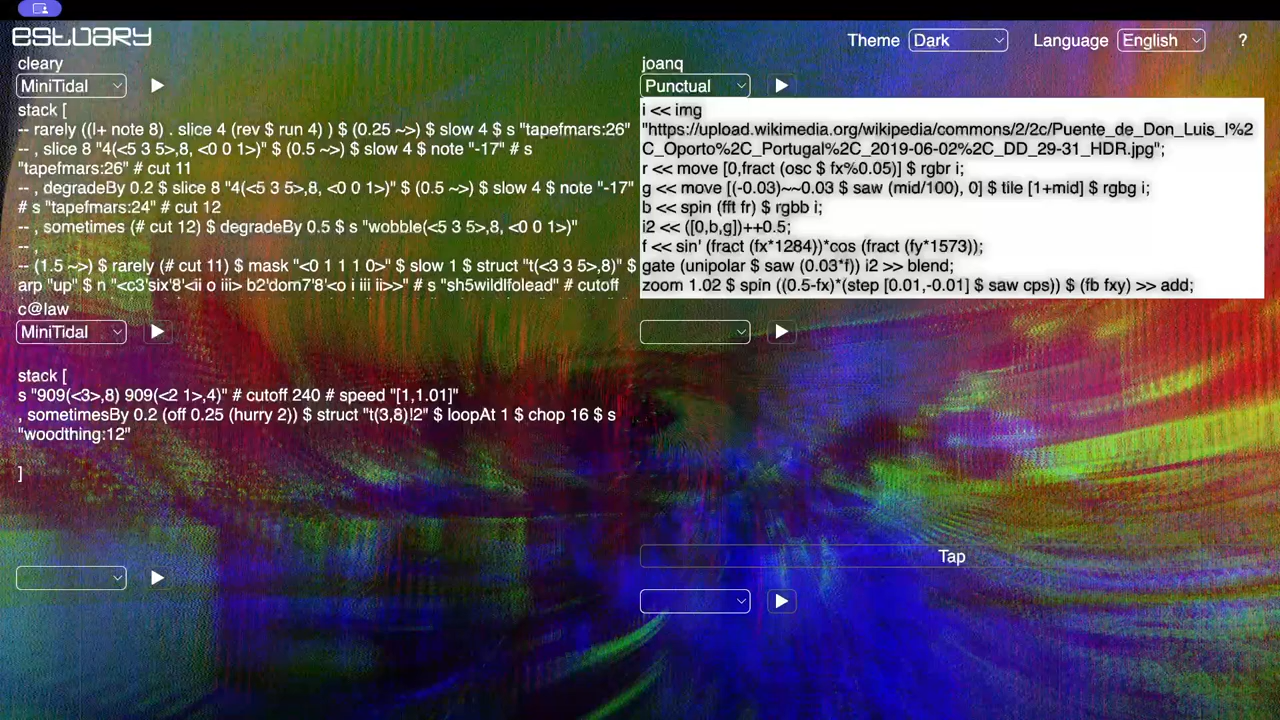 estuary
Theme Dark Language English ?
cleary
MiniTidal
stack [
-- rarely ((|+ note 8) . slice 4 (rev $ run 4) ) $ (0.25 ~>) $ slow 4 $ s "tapefmars:26"
-- , slice 8 "4(<5 3 5>,8, <0 0 1>)" $ (0.5 ~>) $ slow 4 $ note "-17" # s
"tapefmars:26" # cut 11
-- , degradeBy 0.2 $ slice 8 "4(<5 3 5>,8, <0 0 1>)" $ (0.5 ~>) $ slow 4 $ note "-17"
# s "tapefmars:24" # cut 12
-- , sometimes (# cut 12) $ degradeBy 0.5 $ s "wobble(<5 3 5>,8, <0 0 1>)"
-- ,
-- (1.5 ~>) $ rarely (# cut 11) $ mask "<0 1 1 1 0>" $ slow 1 $ struct "t(<3 3 5>,8)" $
arp "up" $ n "<c3'six'8'<ii o iii> b2'dom7'8'<o i iii ii>>" # s "sh5wildlfolead" # cutoff
joanq
Punctual
i << img
"https://upload.wikimedia.org/wikipedia/commons/2/2c/Puente_de_Don_Luis_I%2
C_Oporto%2C_Portugal%2C_2019-06-02%2C_DD_29-31_HDR.jpg";
r << move [0,fract (osc $ fx%0.05)] $ rgbr i;
g << move [(-0.03)~~0.03 $ saw (mid/100), 0] $ tile [1+mid] $ rgbg i;
b << spin (fft fr) $ rgbb i;
i2 << ([0,b,g])++0.5;
f << sin' (fract (fx*1284))*cos (fract (fy*1573));
gate (unipolar $ saw (0.03*f)) i2 >> blend;
zoom 1.02 $ spin ((0.5-fx)*(step [0.01,-0.01] $ saw cps)) $ (fb fxy) >> add;
c@law
MiniTidal
stack [
s "909(<3>,8) 909(<2 1>,4)" # cutoff 240 # speed "[1,1.01]"
, sometimesBy 0.2 (off 0.25 (hurry 2)) $ struct "t(3,8)!2" $ loopAt 1 $ chop 16 $ s
"woodthing:12"
]
Tap